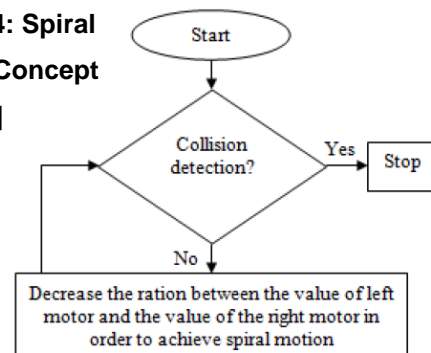 4: Spiral
Concept
]
Start
Collision
detection?
Yes
Stop
No
Decrease the ration between the value of left
motor and the value of the right motor in
order to achieve spiral motion